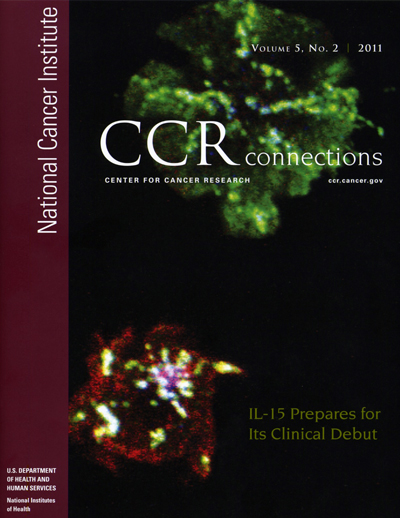 National Cancer Institute
VOLUME 5, NO. 2 | 2011
CCR connections
CENTER FOR CANCER RESEARCH
ccr.cancer.gov
IL-15 Prepares for
Its Clinical Debut
U.S. DEPARTMENT
OF HEALTH AND
HUMAN SERVICES
National Institutes
of Health